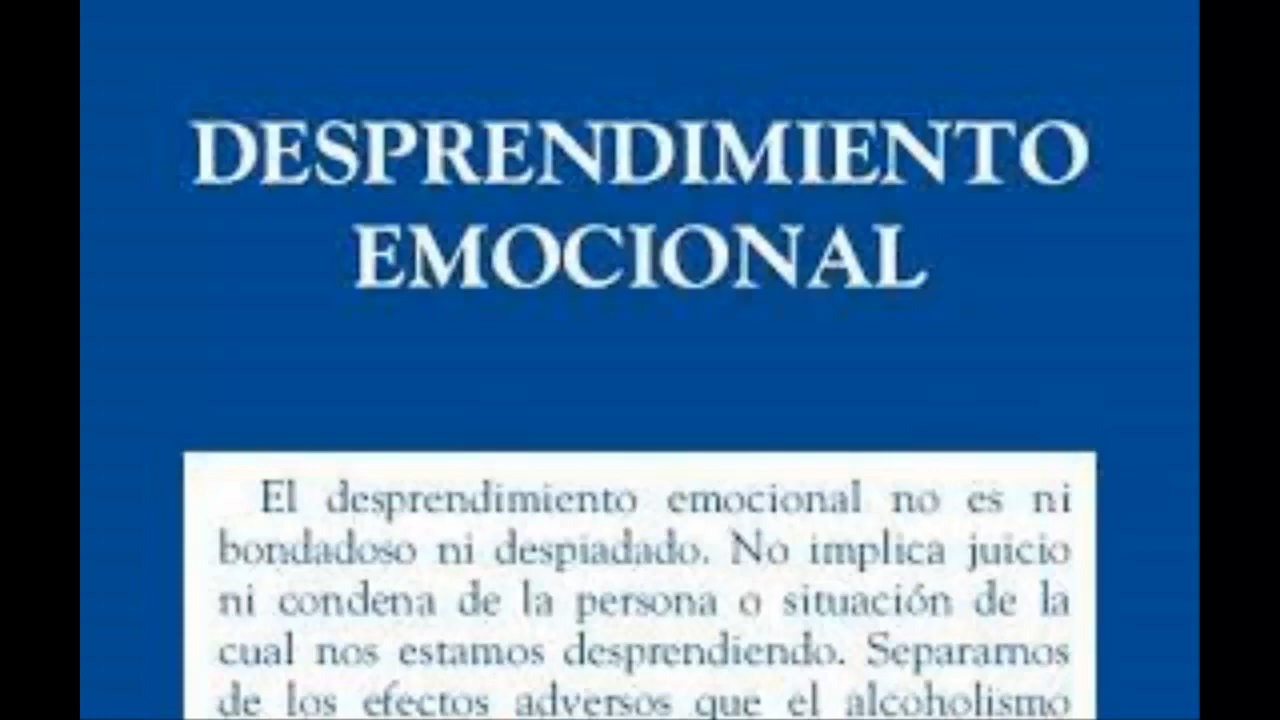 DESPRENDIMIENTO
EMOCIONAL
El desprendimiento emocional no es ni
bondadoso ni despiadado. No implica juicio
ni condena de la persona o situación de la
cual nos estamos desprendiendo. Separarnos
de los efectos adversos que el alcoholismo